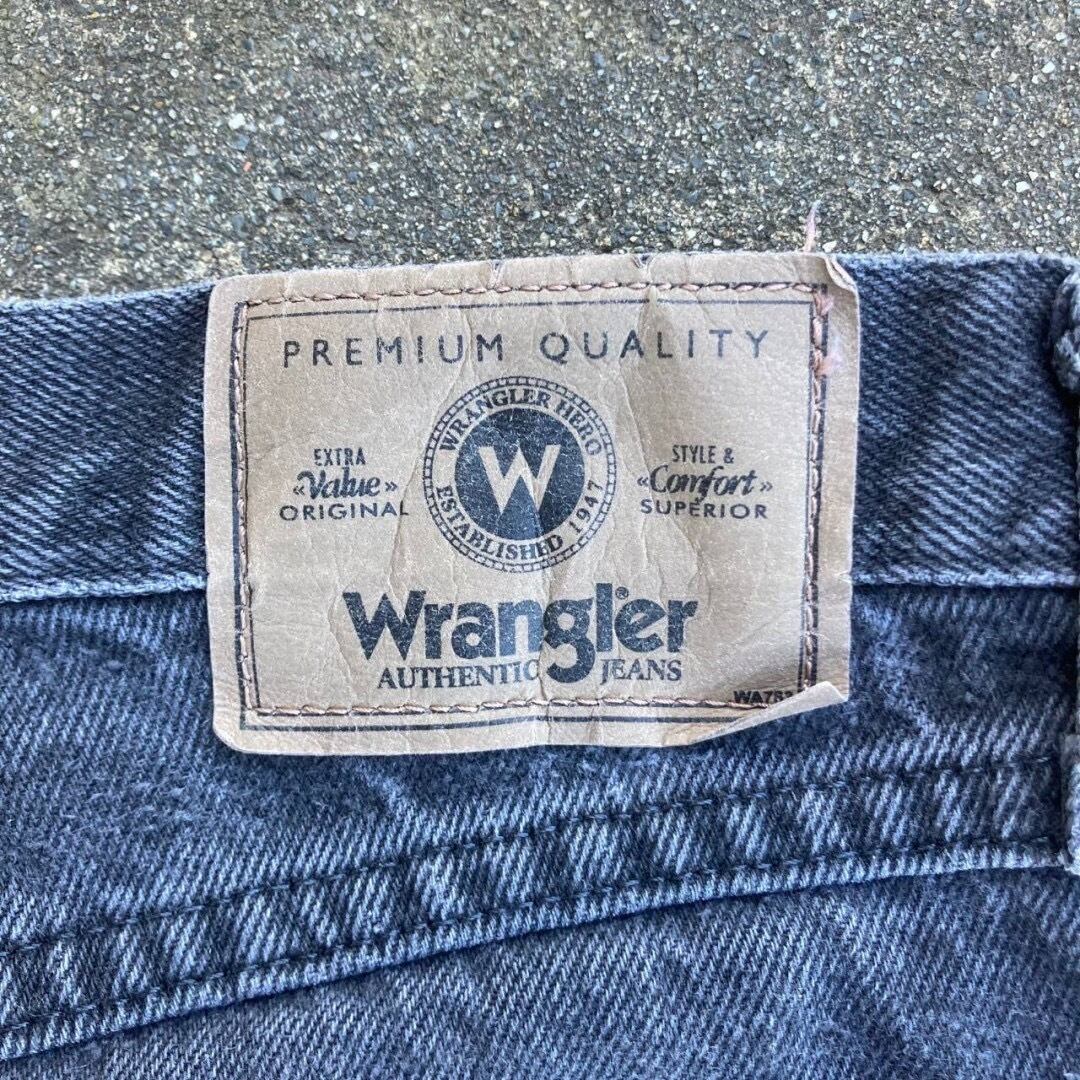 PREMIUM QUALITY
WRANGLER HERO
W
ESTABLISHED 1947
EXTRA
«Value»
ORIGINAL
STYLE &
«Comfort»
SUPERIOR
Wrangler
AUTHENTIC JEANS